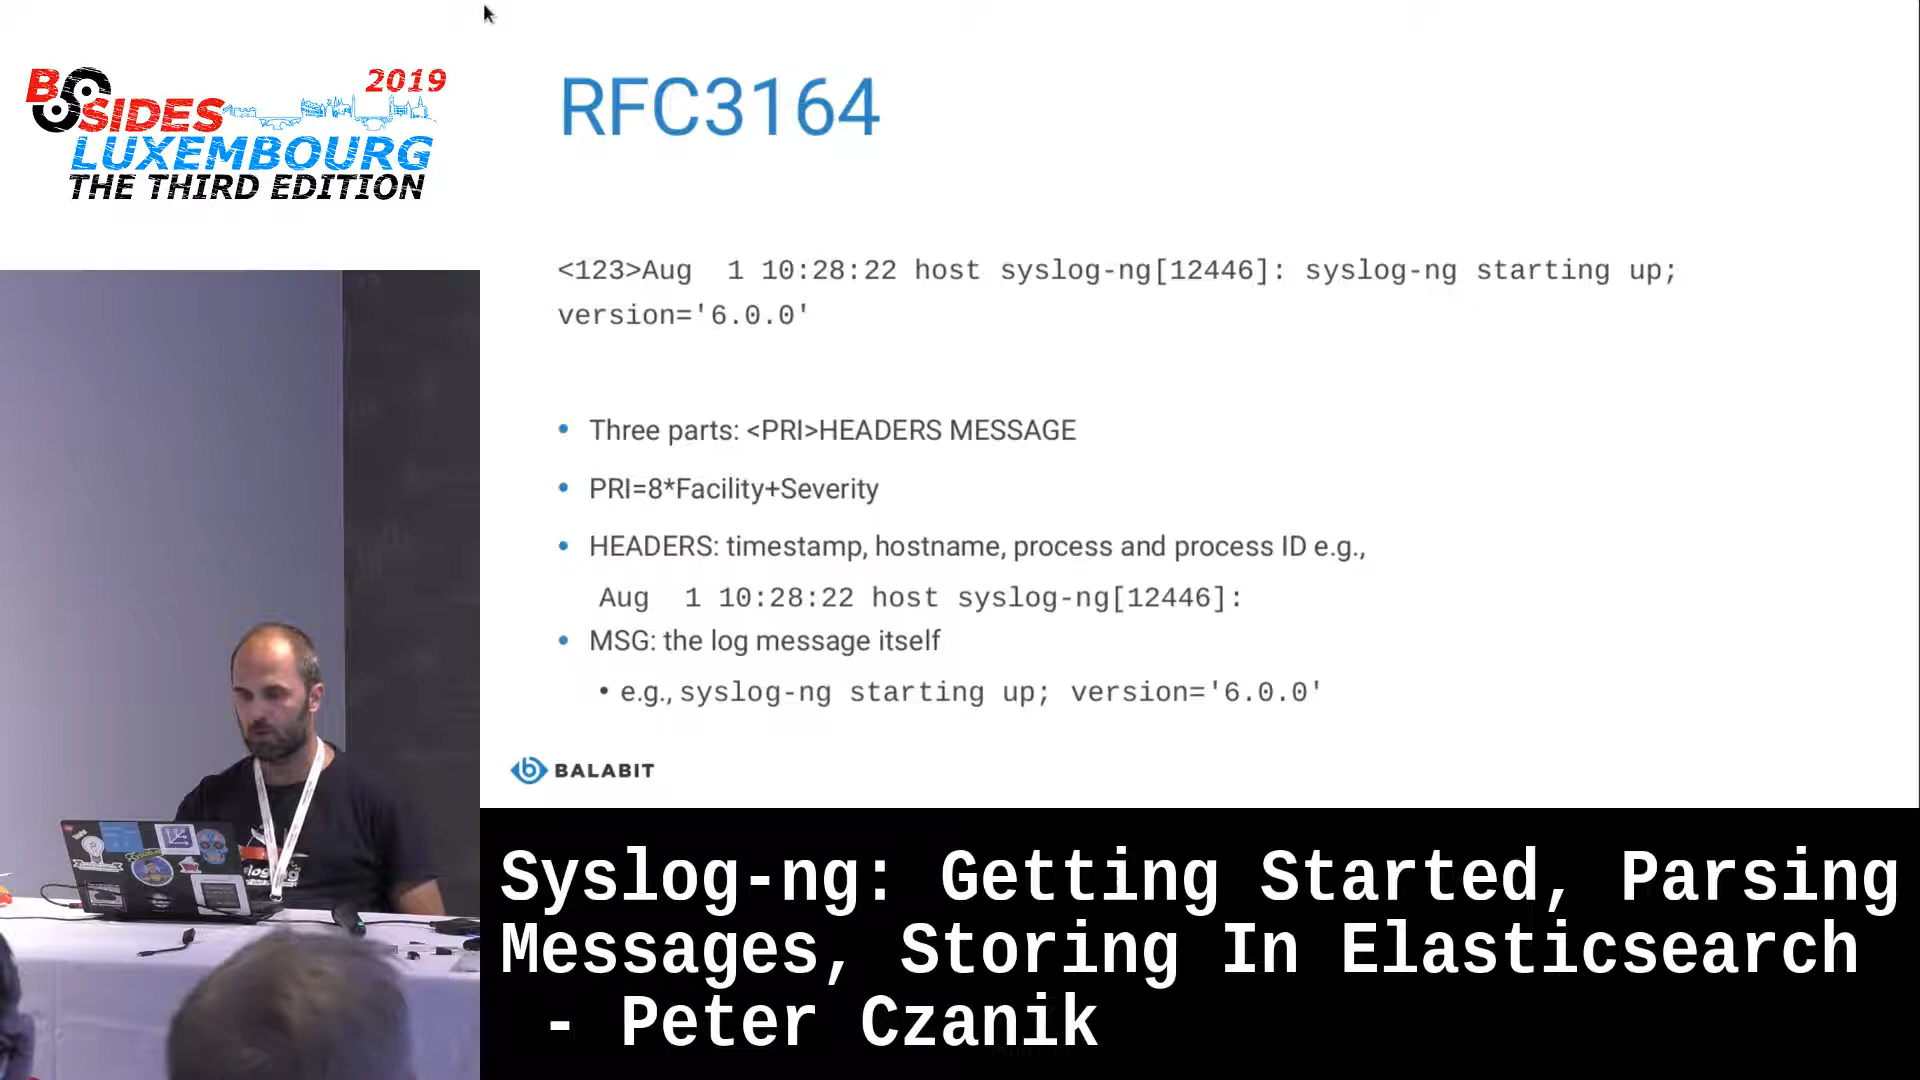 BSIDES 2019
LUXEMBOURG
THE THIRD EDITION
RFC3164
<123>Aug  1 10:28:22 host syslog-ng[12446]: syslog-ng starting up;
version='6.0.0'
• Three parts: <PRI>HEADERS MESSAGE
• PRI=8*Facility+Severity
• HEADERS: timestamp, hostname, process and process ID e.g.,
Aug  1 10:28:22 host syslog-ng[12446]:
• MSG: the log message itself
• e.g., syslog-ng starting up; version='6.0.0'
BALABIT
Syslog-ng: Getting Started, Parsing
Messages, Storing In Elasticsearch
- Peter Czanik